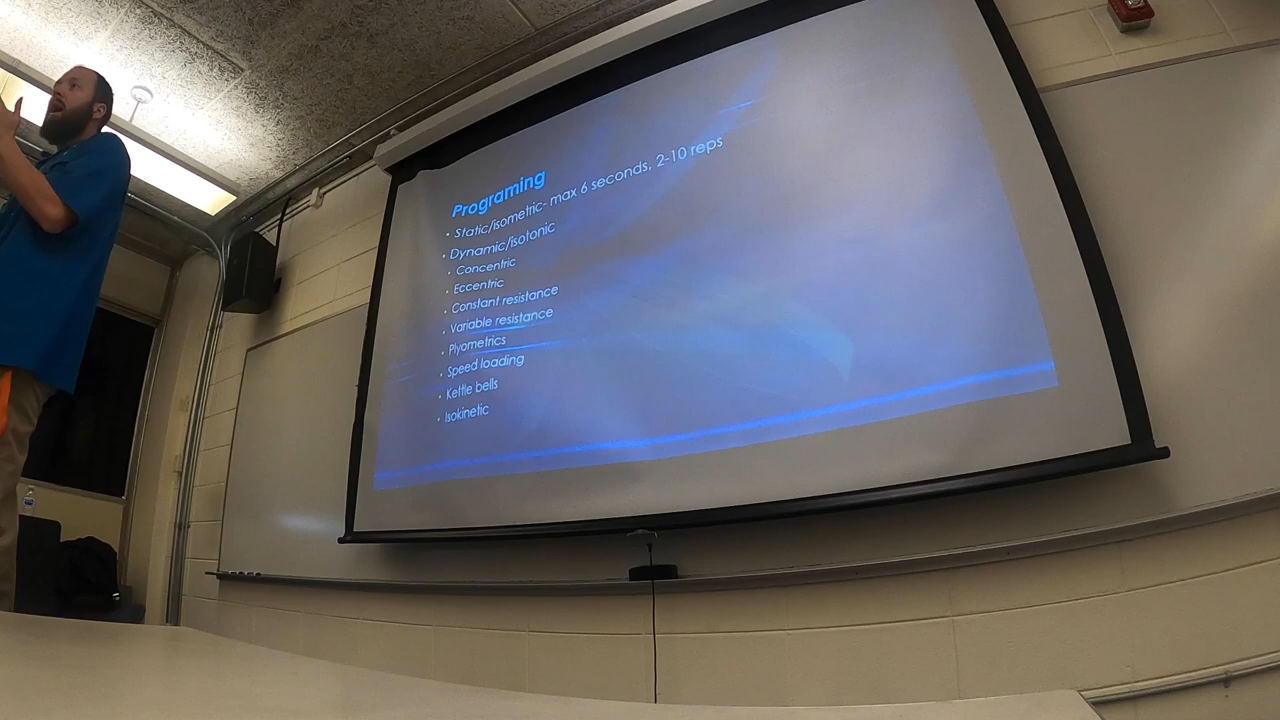 Programing
• Static/isometric- max 6 seconds, 2-10 reps
• Dynamic/isotonic
• Concentric
• Eccentric
• Constant resistance
• Variable resistance
• Plyometrics
• Speed loading
• Kettle bells
• Isokinetic